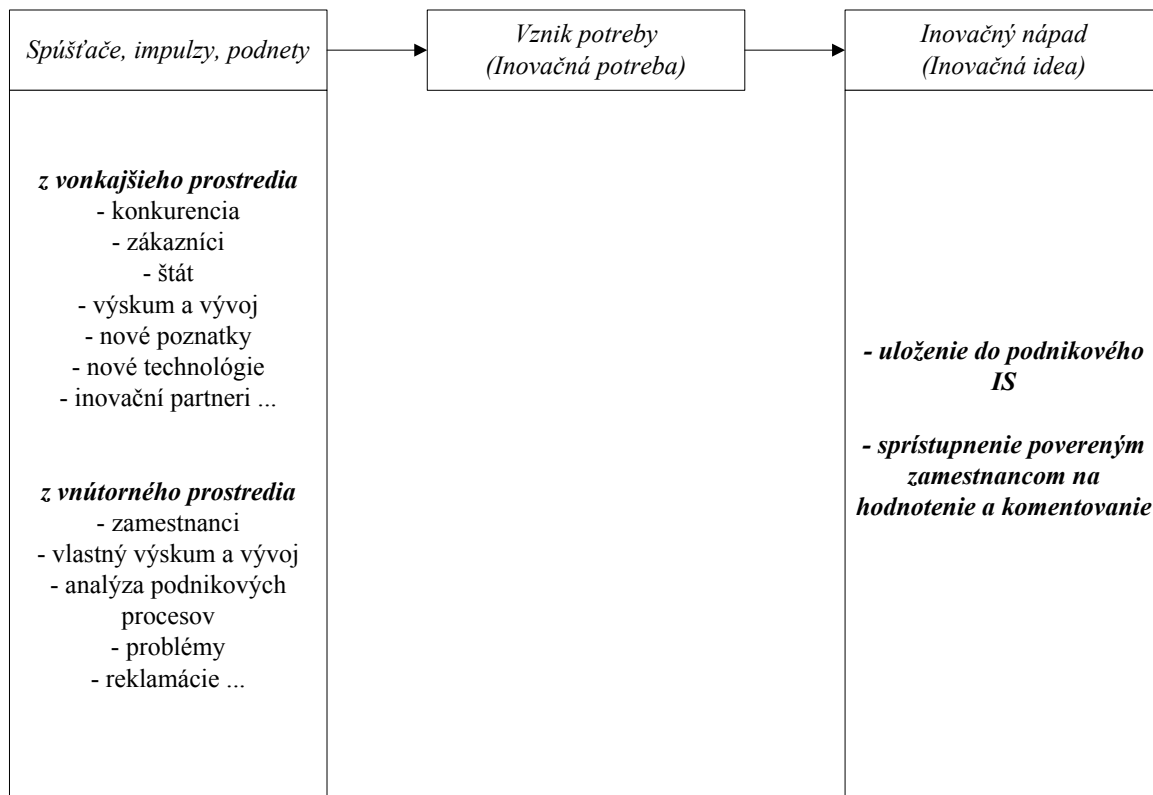 Spúšťače, impulzy, podnety
Vznik potreby
(Inovačná potreba)
Inovačný nápad
(Inovačná idea)
z vonkajšieho prostredia
- konkurencia
- zákazníci
- štát
- výskum a vývoj
- nové poznatky
- nové technológie
- inovační partneri ...
z vnútorného prostredia
- zamestnanci
- vlastný výskum a vývoj
- analýza podnikových
procesov
- problémy
- reklamácie ...
- uloženie do podnikového
IS
- sprístupnenie povereným
zamestnancom na
hodnotenie a komentovanie